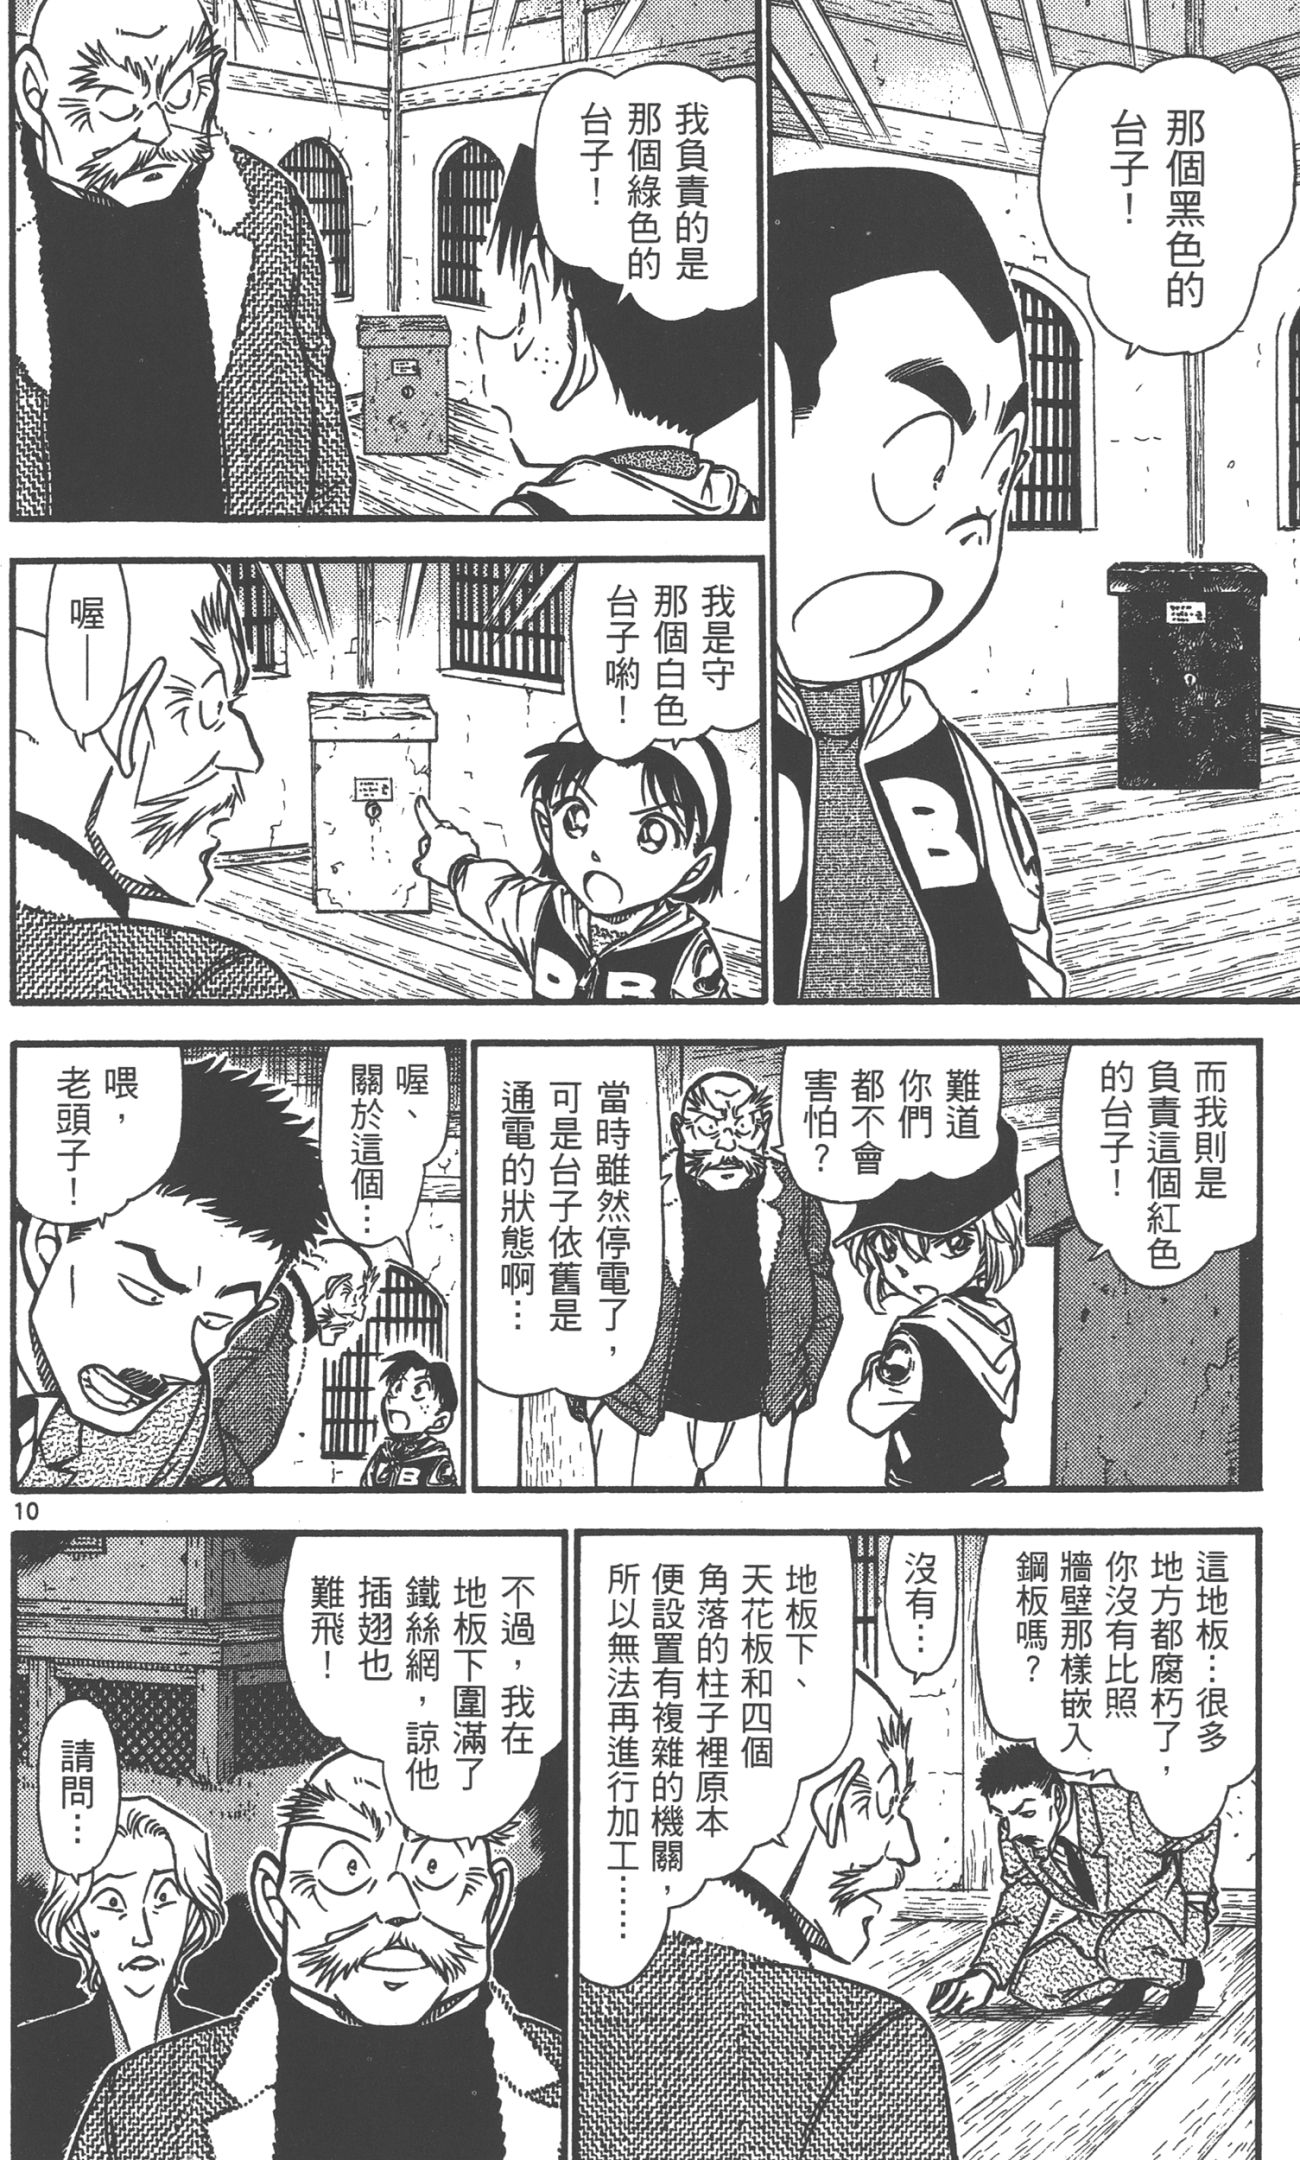 那個黑色的
台子！
我負責的是
那個綠色的
台子！
我是守
那個白色
台子喲！
喔──
而我則是
負責這個紅色
的台子！
難道
你們
都不會
害怕？
當時雖然停電了，
可是台子依舊是
通電的狀態啊…
喔、
關於這個…
喂，
老頭子！
10
這地板…很多
地方都腐朽了，
你沒有比照
牆壁那樣嵌入
鋼板嗎？
沒有…
地板下、
天花板和四個
角落的柱子裡原本
便設置有複雜的機關，
所以無法再進行加工……
不過，我在
地板下圍滿了
鐵絲網，諒他
插翅也
難飛！
請問…
B
B
B
B